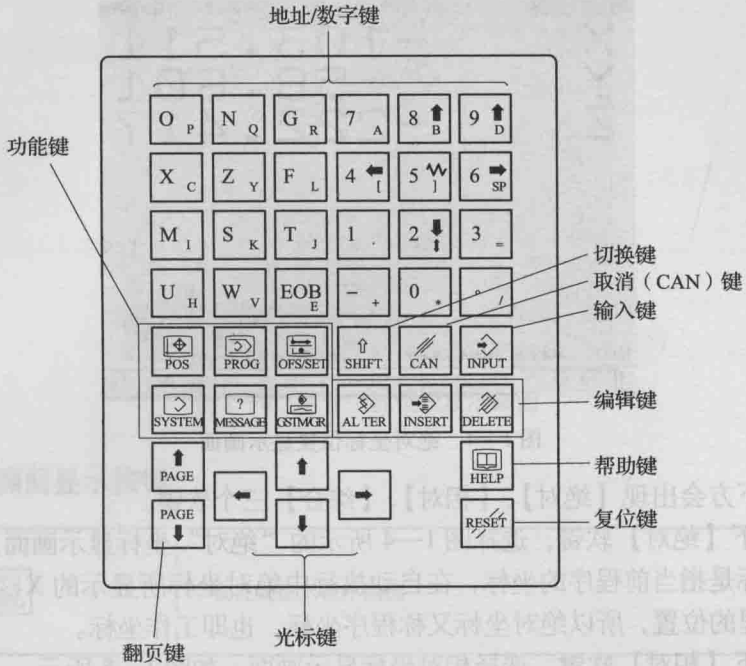 地址/数字键
功能键
O P
N Q
G R
7 A
8 B
9 D
X C
Z Y
F L
4 [
5 ]
6 SP
M I
S K
T J
1 .
2
3 =
U H
W V
EOB E
- +
0 *
. /
切换键
取消（CAN）键
输入键
POS
PROG
OFS/SET
SHIFT
CAN
INPUT
SYSTEM
? MESSAGE
CSTM/GR
ALTER
INSERT
DELETE
编辑键
PAGE
HELP
帮助键
PAGE
RESET
复位键
翻页键
光标键